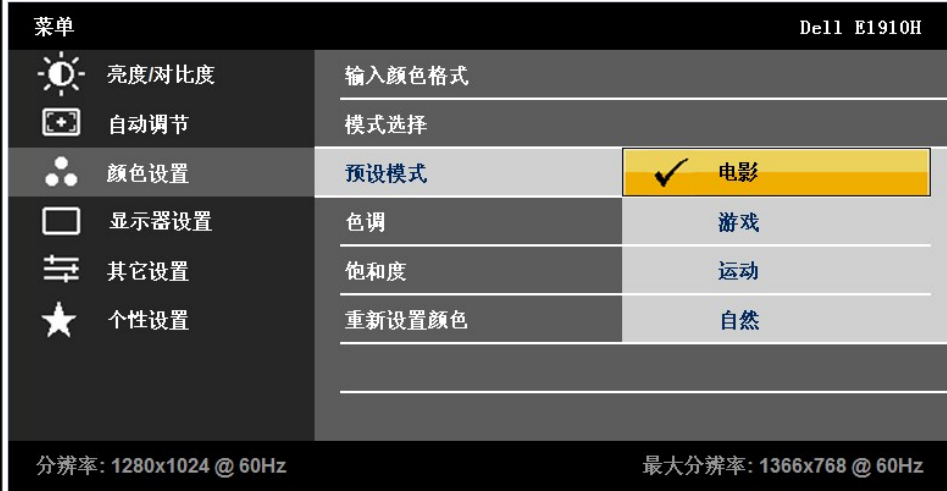 菜单 Dell E1910H
亮度/对比度 输入颜色格式
自动调节 模式选择
颜色设置 预设模式 电影
显示器设置 色调 游戏
其它设置 饱和度 运动
个性设置 重新设置颜色 自然
分辨率: 1280x1024 @ 60Hz 最大分辨率: 1366x768 @ 60Hz